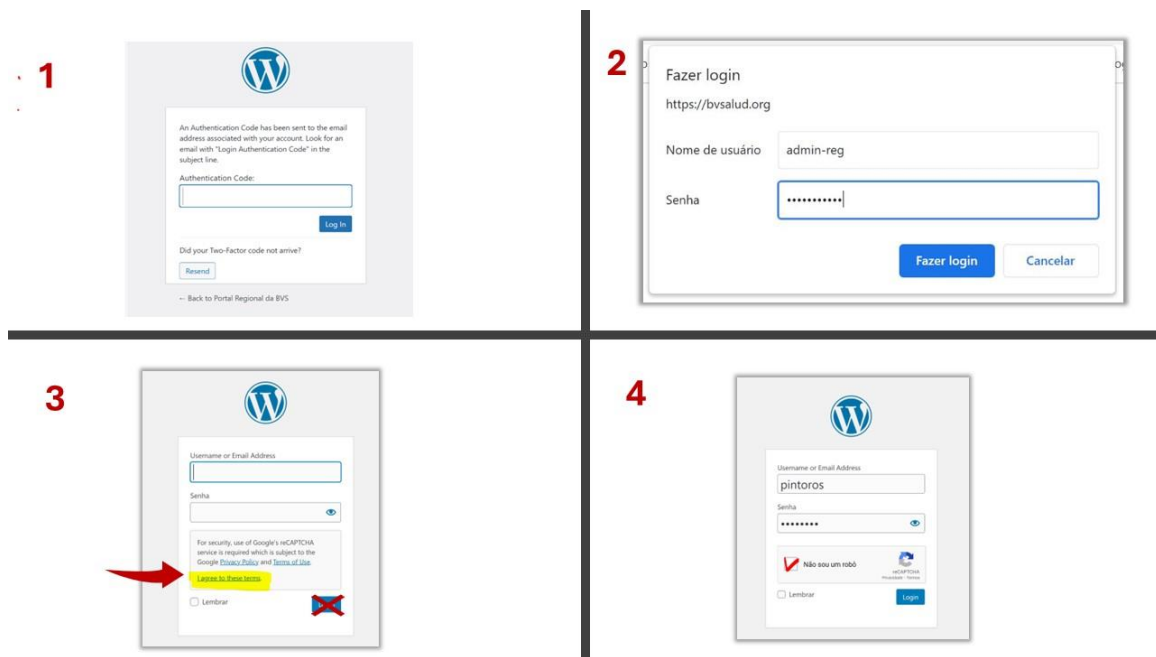 1
An Authentication Code has been sent to the email
address associated with your account. Look for an
email with "Login Authentication Code" in the
subject line.
Authentication Code:
Log In
Did your Two-Factor code not arrive?
Resend
← Back to Portal Regional da BVS
2
Fazer login
https://bvsalud.org
Nome de usuário admin-reg
Senha •••••••••••
Fazer login Cancelar
3
Username or Email Address
Senha
For security, use of Google's reCAPTCHA
service is required which is subject to the
Google Privacy Policy and Terms of Use.
I agree to these terms.
Lembrar
4
Username or Email Address
pintoros
Senha
••••••••
Não sou um robô
reCAPTCHA
Privacidade - Termos
Lembrar
Login